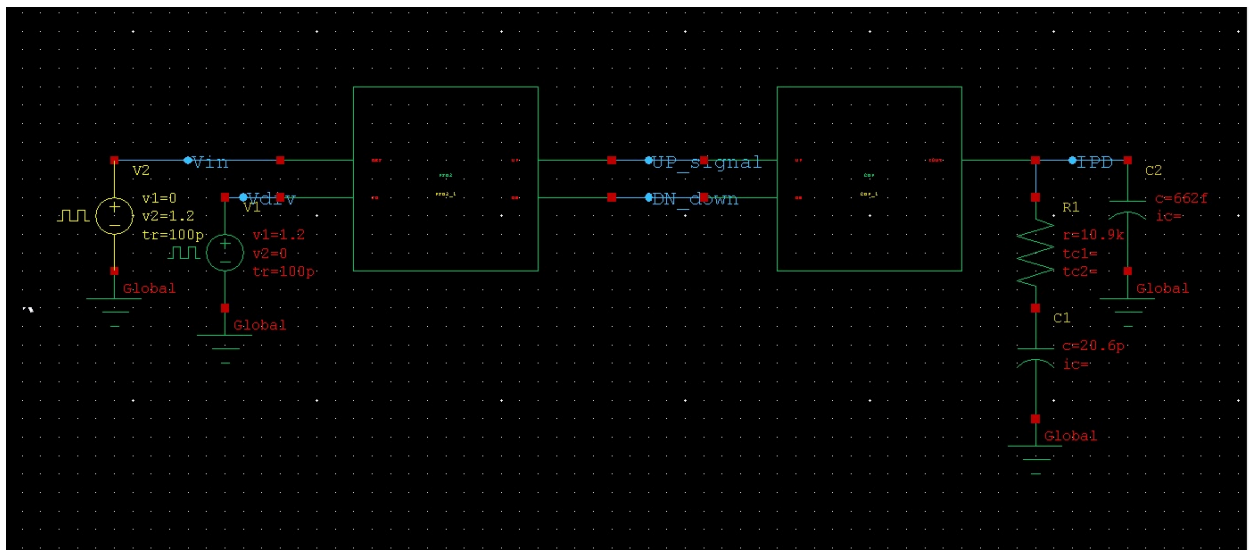 Vin
UP_signal
IPD
C2
V2
v1=0
v2=1.2
tr=100p
Vdiv
DN_down
V1
v1=1.2
v2=0
tr=100p
c=662f
ic=
R1
r=10.9k
tc1=
tc2=
Global
Global
Global
C1
c=20.6p
ic=
Global